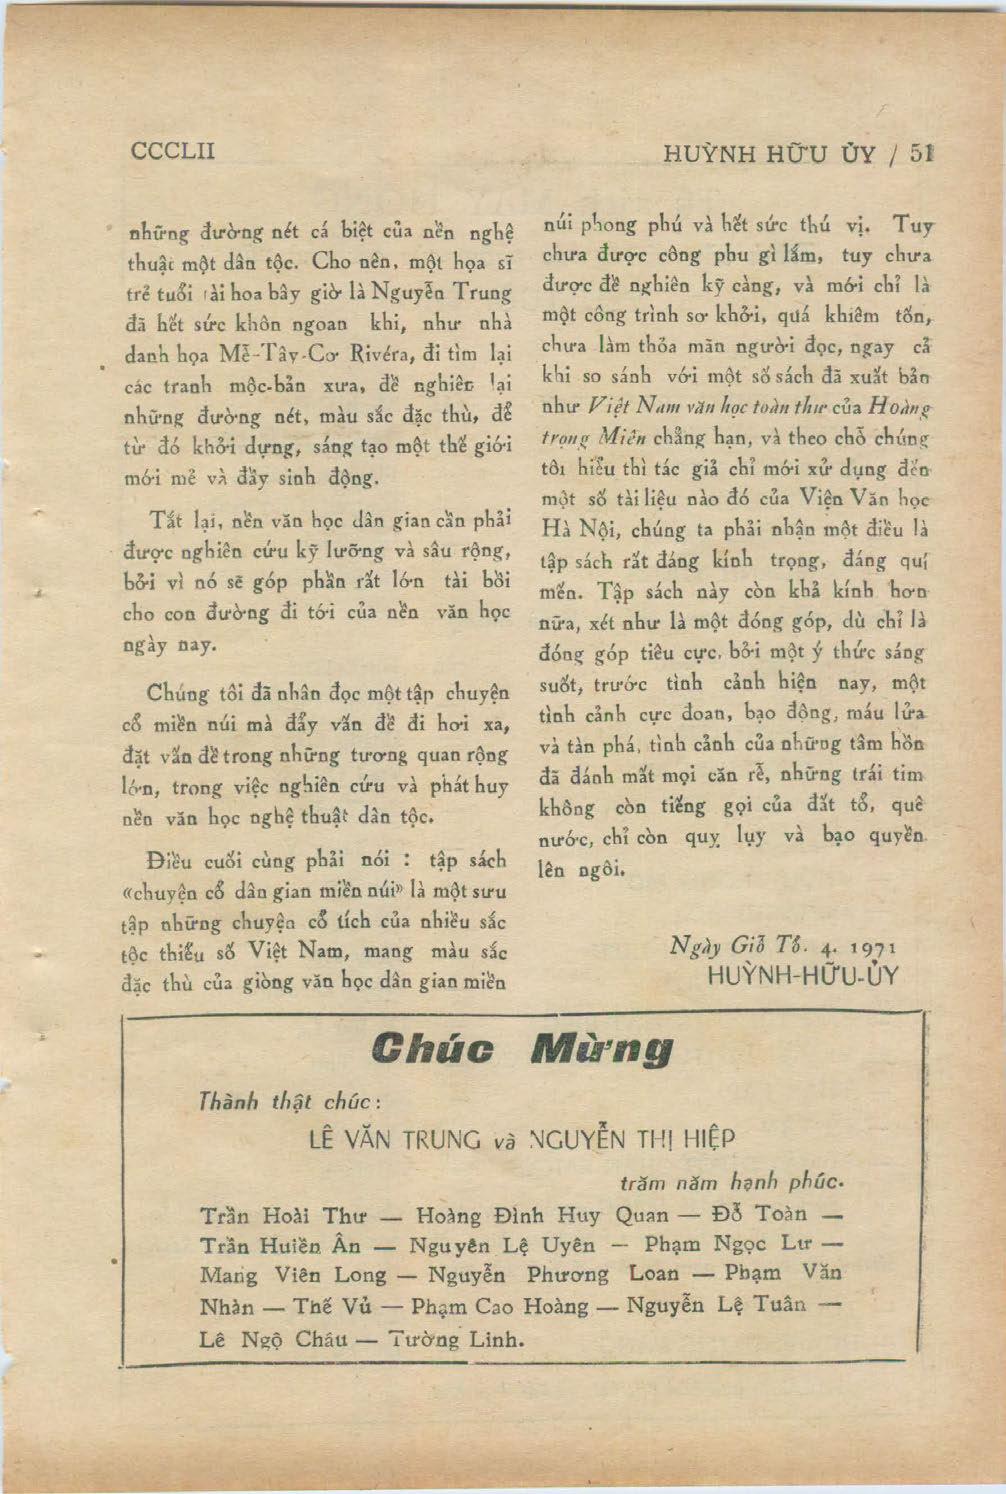 CCCLII
HUỲNH HỮU ỦY / 51
những đường nét cá biệt của nền nghệ
thuật một dân tộc. Cho nên, một họa sĩ
trẻ tuổi tài hoa bây giờ là Nguyễn Trung
đã hết sức khôn ngoan khi, như nhà
danh họa Mễ-Tây-Cơ Rivéra, đi tìm lại
các tranh mộc-bản xưa, để nghiên lại
những đường nét, màu sắc đặc thù, để
từ đó khởi dựng, sáng tạo một thế giới
mới mẻ và đầy sinh động.
Tắt lại, nền văn học dân gian cần phải
được nghiên cứu kỹ lưỡng và sâu rộng,
bởi vì nó sẽ góp phần rất lớn tài bồi
cho con đường đi tới của nền văn học
ngày nay.
Chúng tôi đã nhân đọc một tập chuyện
cổ miền núi mà đẩy vấn đề đi hơi xa,
đặt vấn đề trong những tương quan rộng
lớn, trong việc nghiên cứu và phát huy
nền văn học nghệ thuật dân tộc.
Điều cuối cùng phải nói : tập sách
«chuyện cổ dân gian miền núi» là một sưu
tập những chuyện cổ tích của nhiều sắc
tộc thiểu số Việt Nam, mang màu sắc
đặc thù của giòng văn học dân gian miền
núi phong phú và hết sức thú vị. Tuy
chưa được công phu gì lắm, tuy chưa
được để nghiên kỹ càng, và mới chỉ là
một công trình sơ khởi, quá khiêm tốn,
chưa làm thỏa mãn người đọc, ngay cả
khi so sánh với một số sách đã xuất bản
như Việt Nam văn học toàn thư của Hoàng
trọng Miên chẳng hạn, và theo chỗ chúng
tôi hiểu thì tác giả chỉ mới xử dụng đến
một số tài liệu nào đó của Viện Văn học
Hà Nội, chúng ta phải nhận một điều là
tập sách rất đáng kính trọng, đáng quí
mến. Tập sách này còn khả kính hơn
nữa, xét như là một đóng góp, dù chỉ là
đóng góp tiêu cực, bởi một ý thức sáng
suốt, trước tình cảnh hiện nay, một
tình cảnh cực đoan, bạo động, máu lửa
và tàn phá, tình cảnh của những tâm hồn
đã đánh mất mọi căn rễ, những trái tim
không còn tiếng gọi của đất tổ, quê
nước, chỉ còn quỵ lụy và bạo quyền
lên ngôi.
Ngày Giỗ Tổ. 4. 1971
HUỲNH-HỮU-ỦY
Chúc Mừng
Thành thật chúc :
LÊ VĂN TRUNG và NGUYỄN THỊ HIỆP
trăm năm hạnh phúc.
Trần Hoài Thư — Hoàng Đình Huy Quan — Đỗ Toàn —
Trần Huiền Ân — Nguyên Lệ Uyên — Phạm Ngọc Lư —
Mang Viên Long — Nguyễn Phương Loan — Phạm Văn
Nhàn — Thế Vủ — Phạm Cao Hoàng — Nguyễn Lệ Tuân —
Lê Ngộ Châu — Tường Linh.